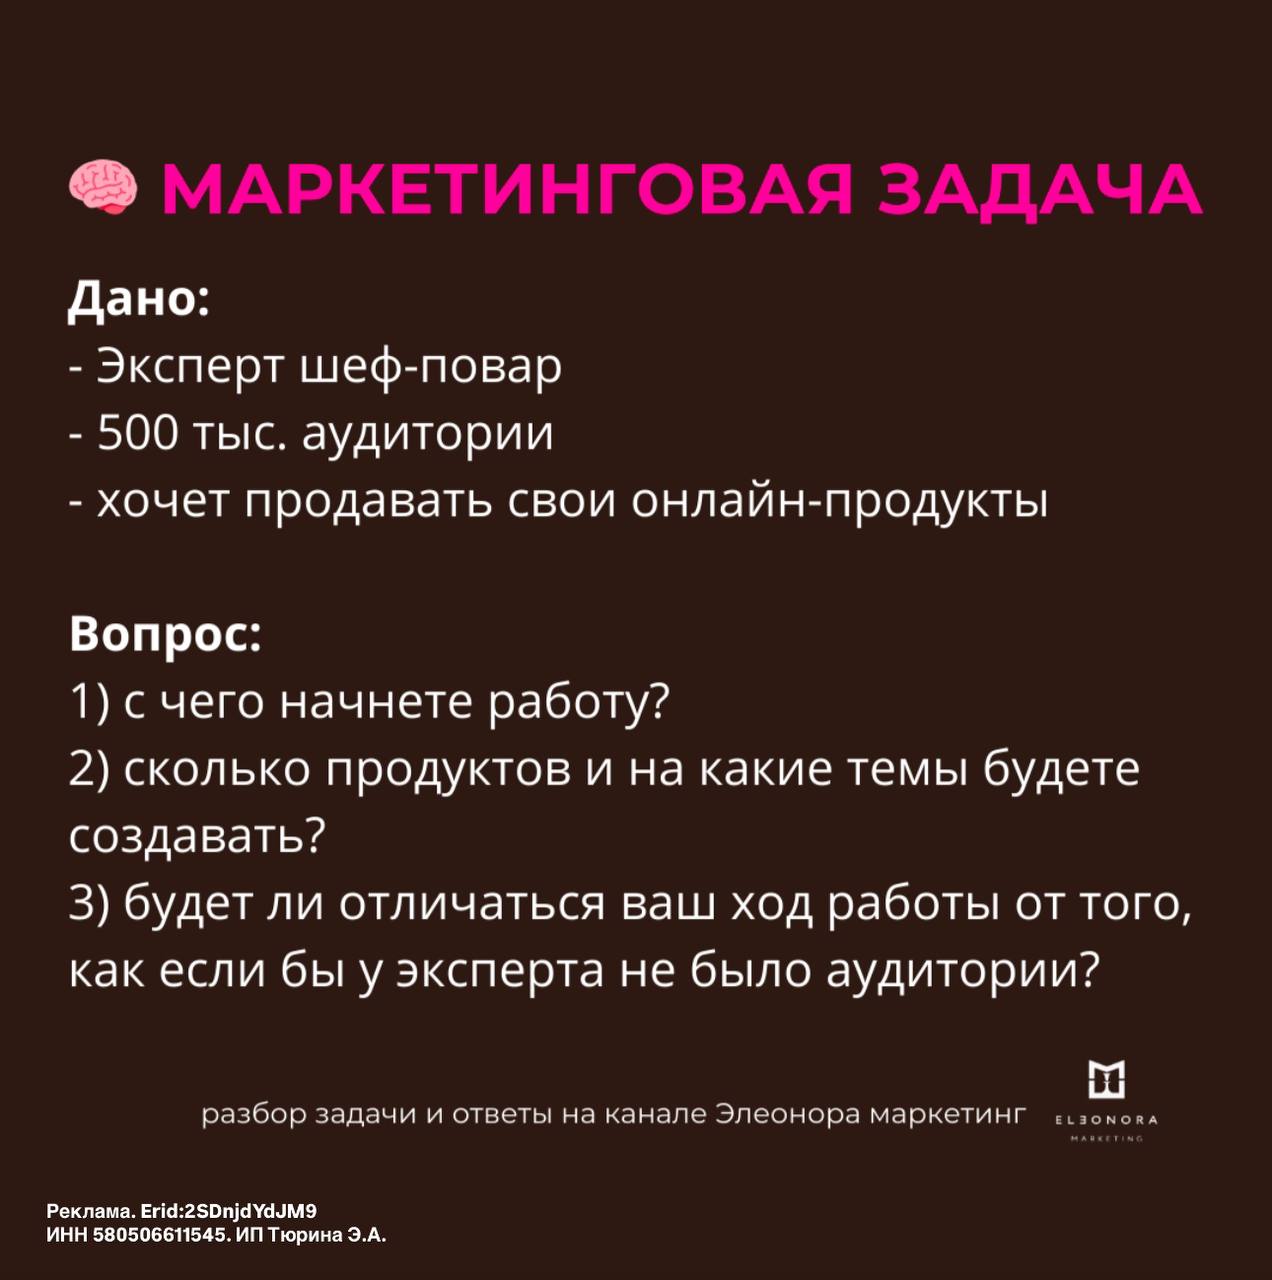 МАРКЕТИНГОВАЯ ЗАДАЧА
Дано:
- Эксперт шеф-повар
- 500 тыс. аудитории
- хочет продавать свои онлайн-продукты
Вопрос:
1) с чего начнете работу?
2) сколько продуктов и на какие темы будете
создавать?
3) будет ли отличаться ваш ход работы от того,
как если бы у эксперта не было аудитории?
разбор задачи и ответы на канале Элеонора маркетинг
ELEONORA
MARKETING
Реклама. Erid:2SDnjdYdJM9
ИНН 580506611545. ИП Тюрина Э.А.